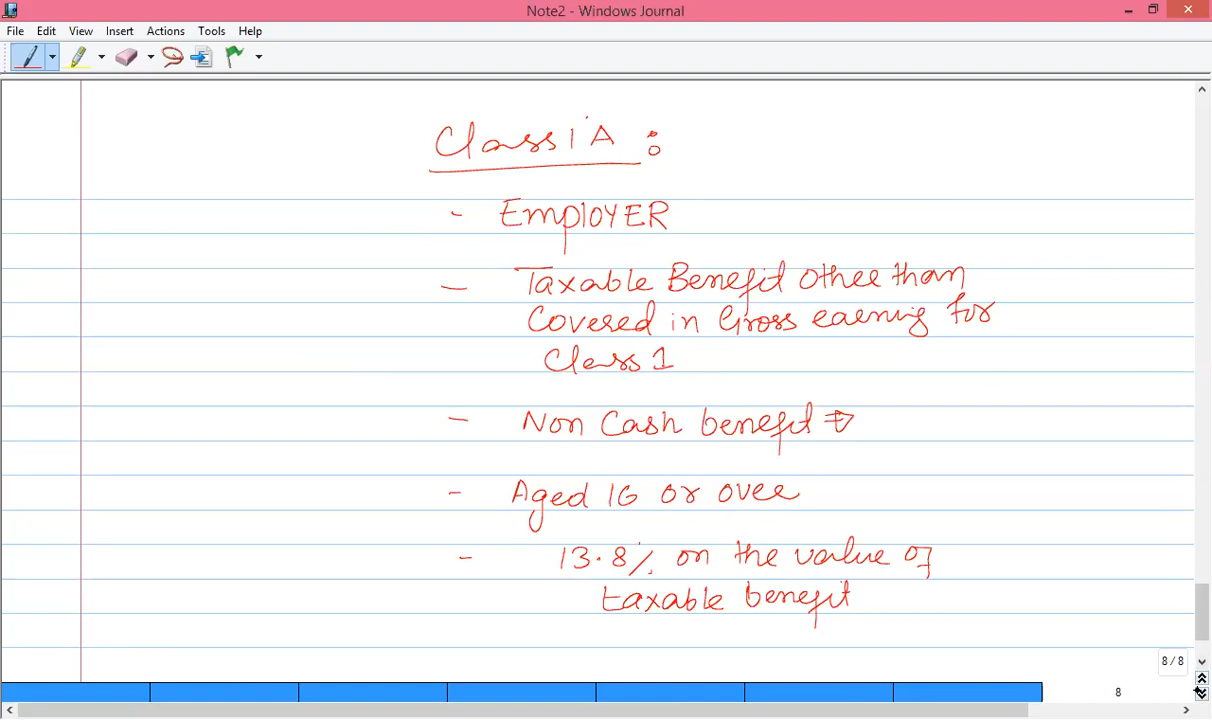 Note2 - Windows Journal
File Edit View Insert Actions Tools Help
Class 1A :
- EmployER
- Taxable Benefit other than
Covered in Gross earning for
Class 1
- Non Cash benefit
- Aged 16 or over
- 13.8% on the value of
taxable benefit
8 / 8
8